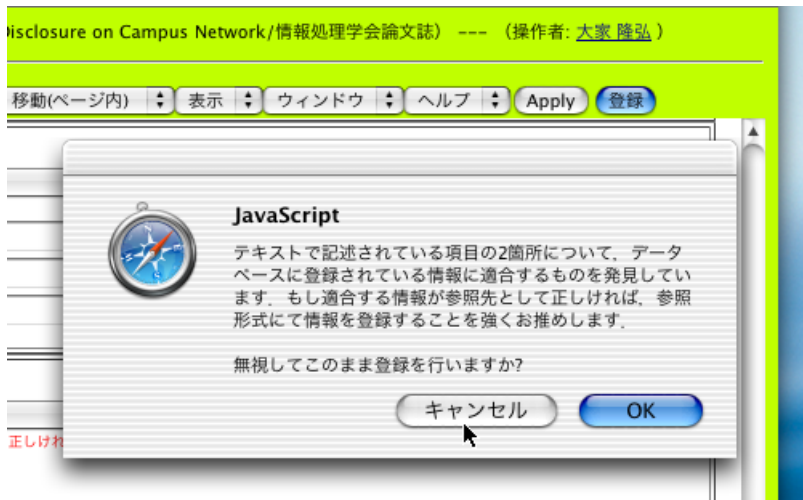 Disclosure on Campus Network/情報処理学会論文誌） --- （操作者: 大家 隆弘 ）
移動(ページ内) 表示 ウィンドウ ヘルプ Apply 登録
JavaScript
テキストで記述されている項目の2箇所について，データ
ベースに登録されている情報に適合するものを発見してい
ます．もし適合する情報が参照先として正しければ，参照
形式にて情報を登録することを強くお推めします．
無視してこのまま登録を行いますか?
キャンセル OK
正しけれ